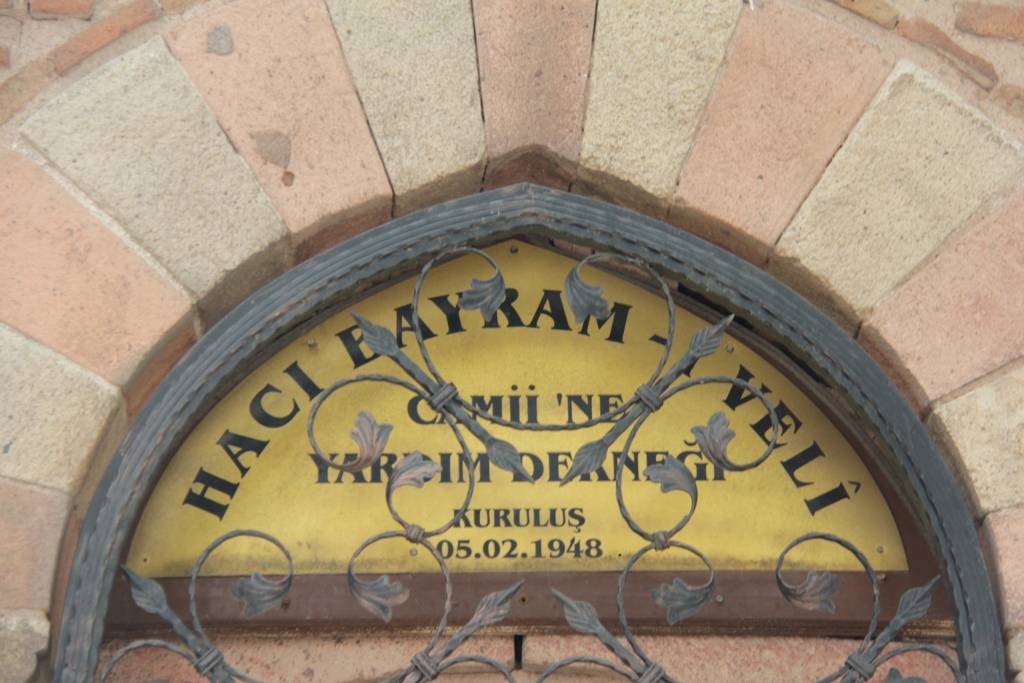 HACI BAYRAM - I VELÎ
CAMİİ 'NE
YARDIM DERNEĞİ
KURULUŞ
05.02.1948